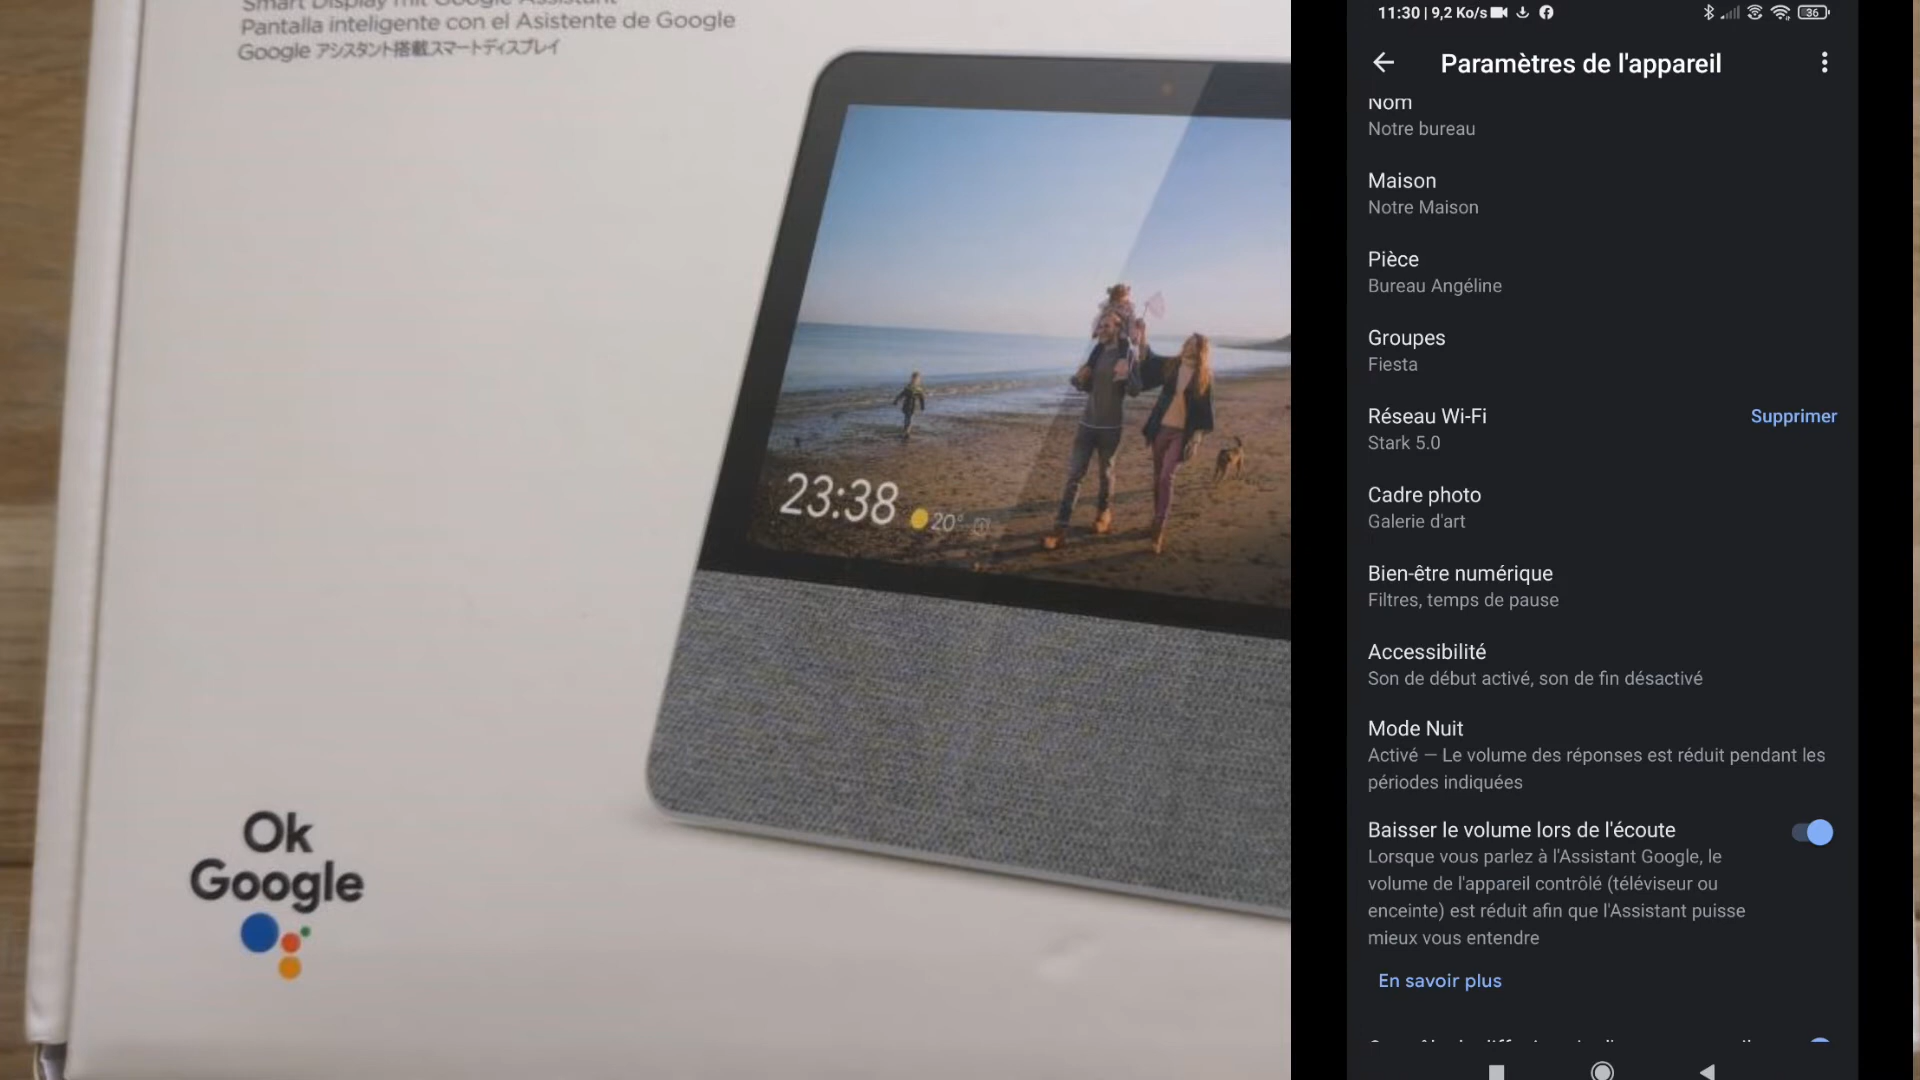 Smart Display mit Google Assistant
Pantalla inteligente con el Asistente de Google
Google アシスタント搭載スマートディスプレイ
23:38
20°
Ok
Google
11:30 | 9,2 Ko/s
36
Paramètres de l'appareil
Nom
Notre bureau
Maison
Notre Maison
Pièce
Bureau Angéline
Groupes
Fiesta
Réseau Wi-Fi
Supprimer
Stark 5.0
Cadre photo
Galerie d'art
Bien-être numérique
Filtres, temps de pause
Accessibilité
Son de début activé, son de fin désactivé
Mode Nuit
Activé — Le volume des réponses est réduit pendant les
périodes indiquées
Baisser le volume lors de l'écoute
Lorsque vous parlez à l'Assistant Google, le
volume de l'appareil contrôlé (téléviseur ou
enceinte) est réduit afin que l'Assistant puisse
mieux vous entendre
En savoir plus